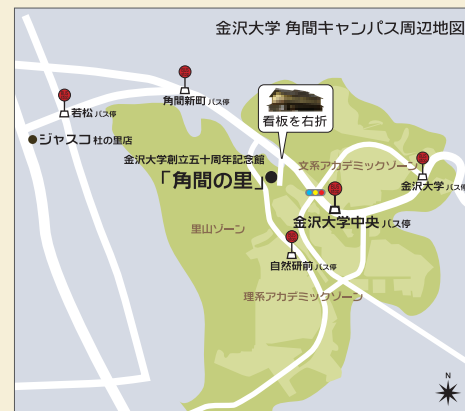 金沢大学 角間キャンパス周辺地図
角間新町 バス停
若松 バス停
看板を右折
ジャスコ 杜の里店
金沢大学創立五十周年記念館
「角間の里」
文系アカデミックゾーン
金沢大学 バス停
金沢大学中央 バス停
里山ゾーン
自然研前 バス停
理系アカデミックゾーン
N